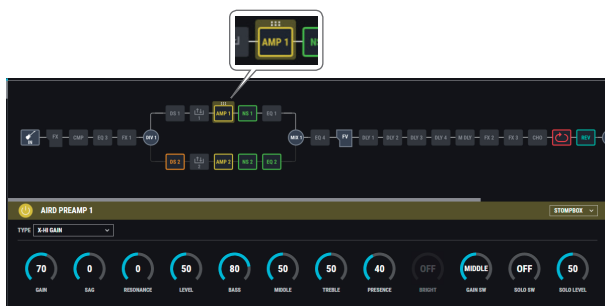 AMP 1
DS 1
1
AMP 1
NS 1
EQ 1
IN
FX
CMP
EQ 3
FX 1
DIV 1
MIX 1
EQ 4
FV
DLY 1
DLY 2
DLY 3
DLY 4
M DLY
FX 2
FX 3
CHO
REV
DS 2
2
AMP 2
NS 2
EQ 2
AIRD PREAMP 1
STOMPBOX
TYPE X-HI GAIN
70 0 0 50 80 50 50 40 OFF MIDDLE OFF 50
GAIN SAG RESONANCE LEVEL BASS MIDDLE TREBLE PRESENCE BRIGHT GAIN SW SOLO SW SOLO LEVEL